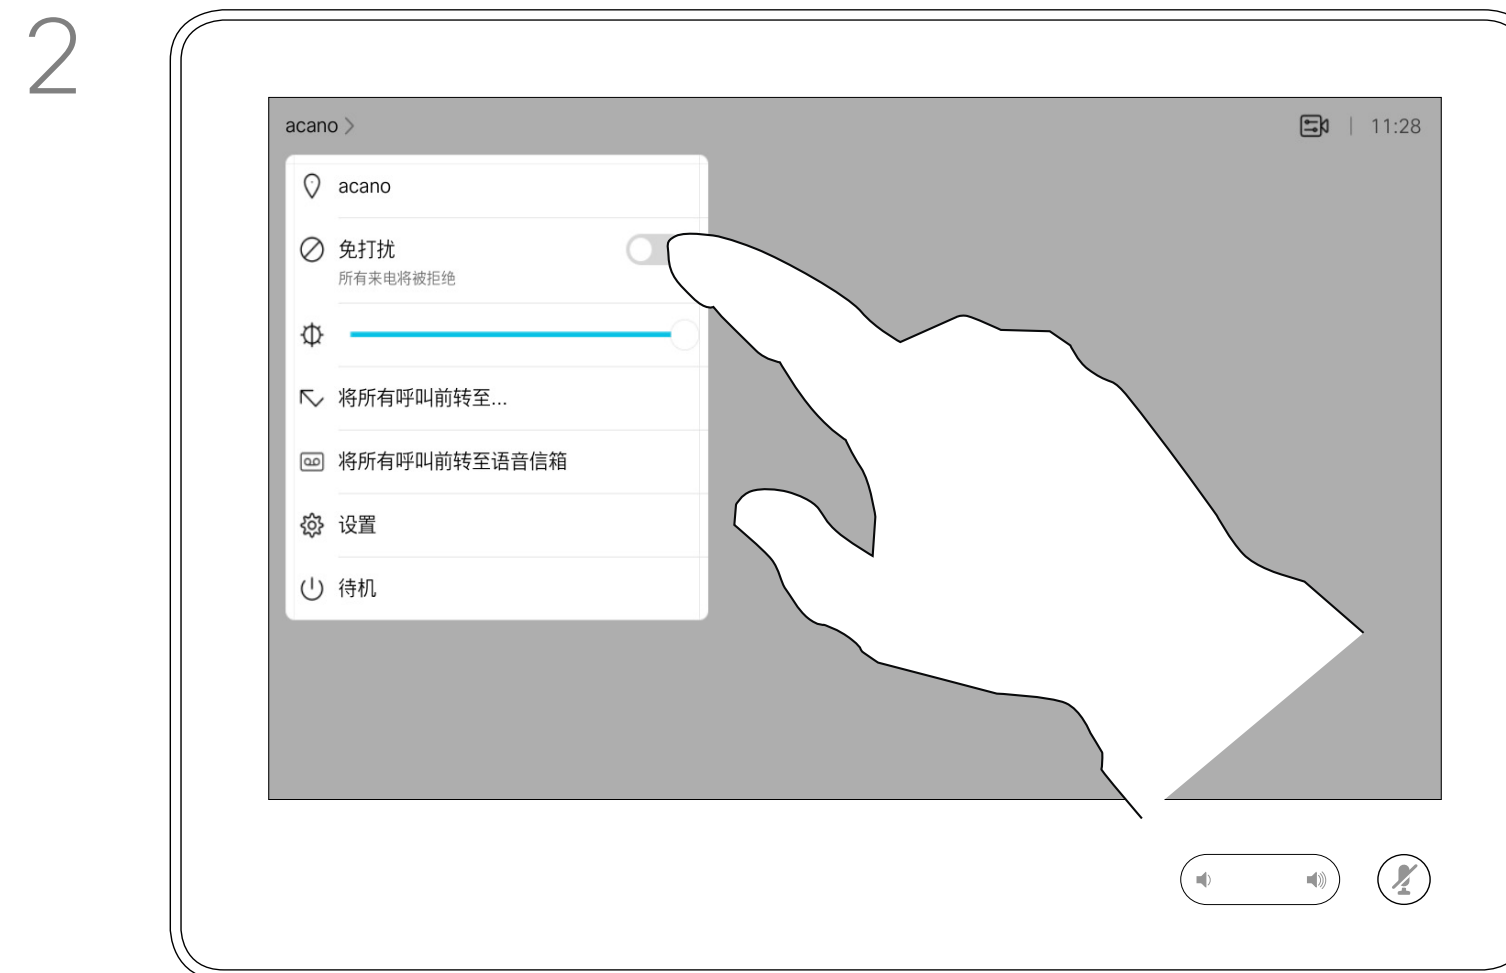 2
acano >
11:28
acano
免打扰
所有来电将被拒绝
将所有呼叫前转至...
将所有呼叫前转至语音信箱
设置
待机